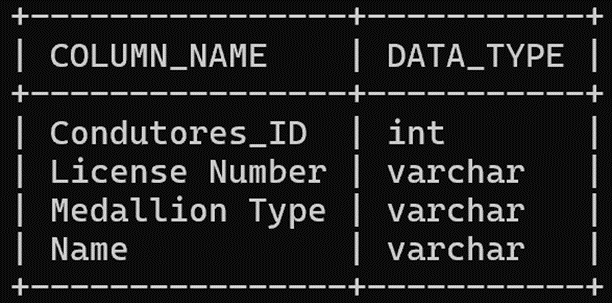 +-----------------+-----------+
| COLUMN_NAME     | DATA_TYPE |
+-----------------+-----------+
| Condutores_ID   | int       |
| License Number  | varchar   |
| Medallion Type  | varchar   |
| Name            | varchar   |
+-----------------+-----------+